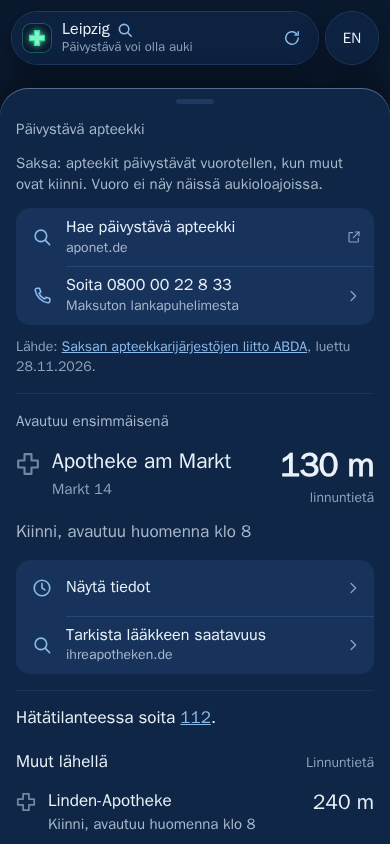 Leipzig
Päivystävä voi olla auki
EN
Päivystävä apteekki
Saksa: apteekit päivystävät vuorotellen, kun muut
ovat kiinni. Vuoro ei näy näissä aukioloajoissa.
Hae päivystävä apteekki
aponet.de
Soita 0800 00 22 8 33
Maksuton lankapuhelimesta
Lähde: Saksan apteekkarijärjestöjen liitto ABDA, luettu
28.11.2026.
Avautuu ensimmäisenä
Apotheke am Markt
130 m
Markt 14
linnuntietä
Kiinni, avautuu huomenna klo 8
Näytä tiedot
Tarkista lääkkeen saatavuus
ihreapotheken.de
Hätätilanteessa soita 112.
Muut lähellä
Linnuntietä
Linden-Apotheke
240 m
Kiinni, avautuu huomenna klo 8